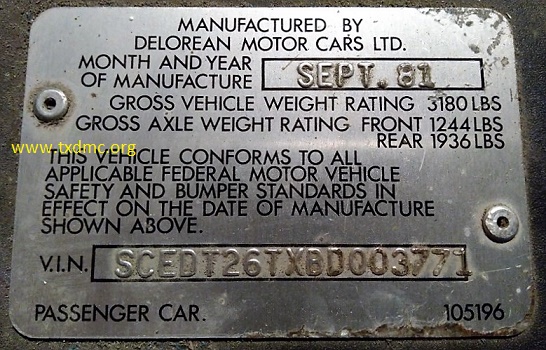 MANUFACTURED BY
DELOREAN MOTOR CARS LTD.
MONTH AND YEAR
OF MANUFACTURE SEPT. 81
GROSS VEHICLE WEIGHT RATING 3180 LBS
GROSS AXLE WEIGHT RATING FRONT 1244 LBS
REAR 1936 LBS
www.txdmc.org
THIS VEHICLE CONFORMS TO ALL
APPLICABLE FEDERAL MOTOR VEHICLE
SAFETY AND BUMPER STANDARDS IN
EFFECT ON THE DATE OF MANUFACTURE
SHOWN ABOVE.
V.I.N. SCEDT26TXBD003771
PASSENGER CAR. 105196